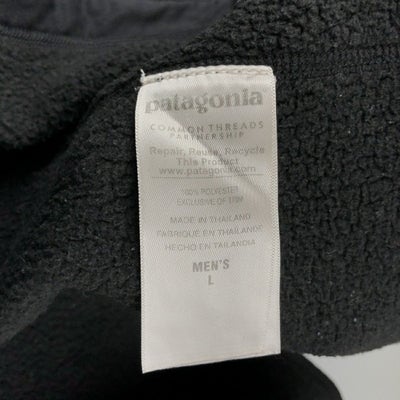 patagonia
COMMON THREADS
PARTNERSHIP
Repair, Reuse, Recycle
This Product
www.patagonia.com
100% POLYESTER
EXCLUSIVE OF TRIM
MADE IN THAILAND
FABRIQUÉ EN THAÏLANDE
HECHO EN TAILANDIA
MEN'S
L